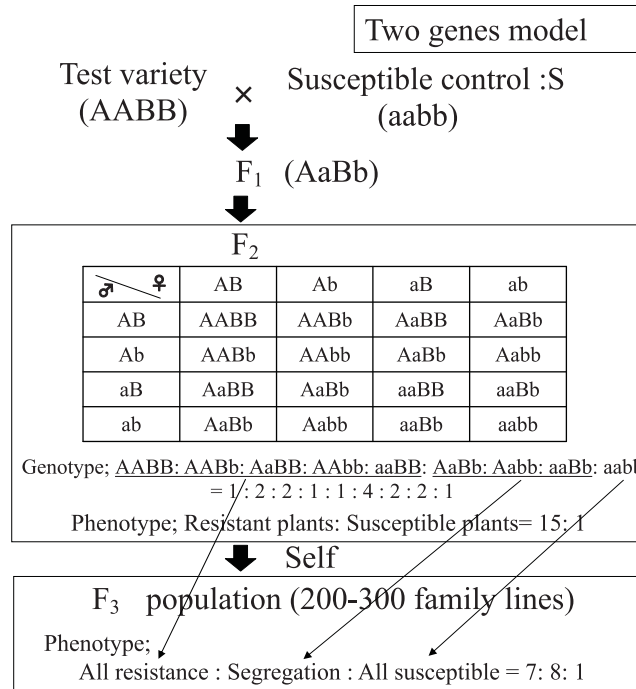 Two genes model
Test variety × Susceptible control :S
(AABB) (aabb)
F1 (AaBb)
F2
♂ ♀ AB Ab aB ab
AB AABB AABb AaBB AaBb
Ab AABb AAbb AaBb Aabb
aB AaBB AaBb aaBB aaBb
ab AaBb Aabb aaBb aabb
Genotype; AABB: AABb: AaBB: AAbb: aaBB: AaBb: Aabb: aaBb: aabb
= 1 : 2 : 2 : 1 : 1 : 4 : 2 : 2 : 1
Phenotype; Resistant plants: Susceptible plants= 15: 1
Self
F3 population (200-300 family lines)
Phenotype;
All resistance : Segregation : All susceptible = 7: 8: 1